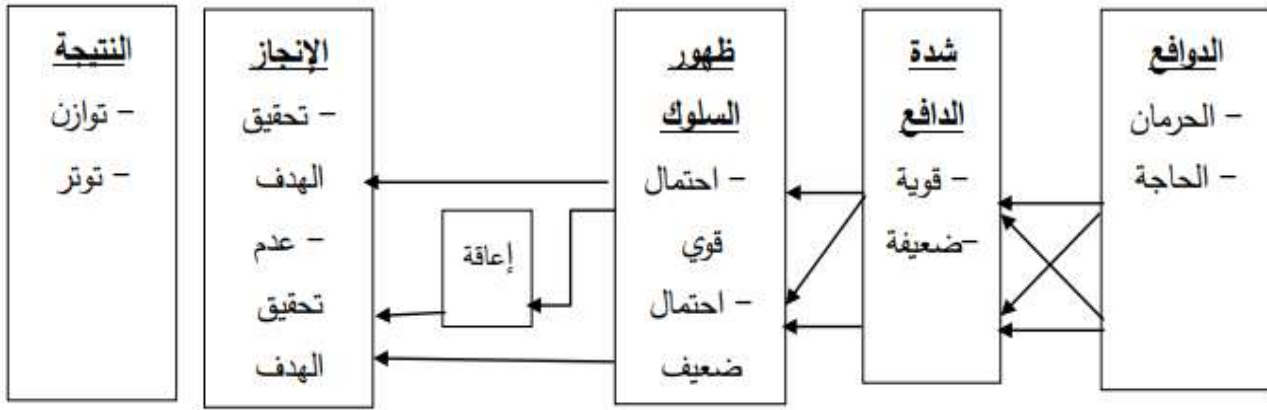 الدوافع
– الحرمان
– الحاجة
شدة
الدافع
– قوية
–ضعيفة
ظهور
السلوك
– احتمال
قوي
– احتمال
ضعيف
إعاقة
الإنجاز
– تحقيق
الهدف
– عدم
تحقيق
الهدف
النتيجة
– توازن
– توتر